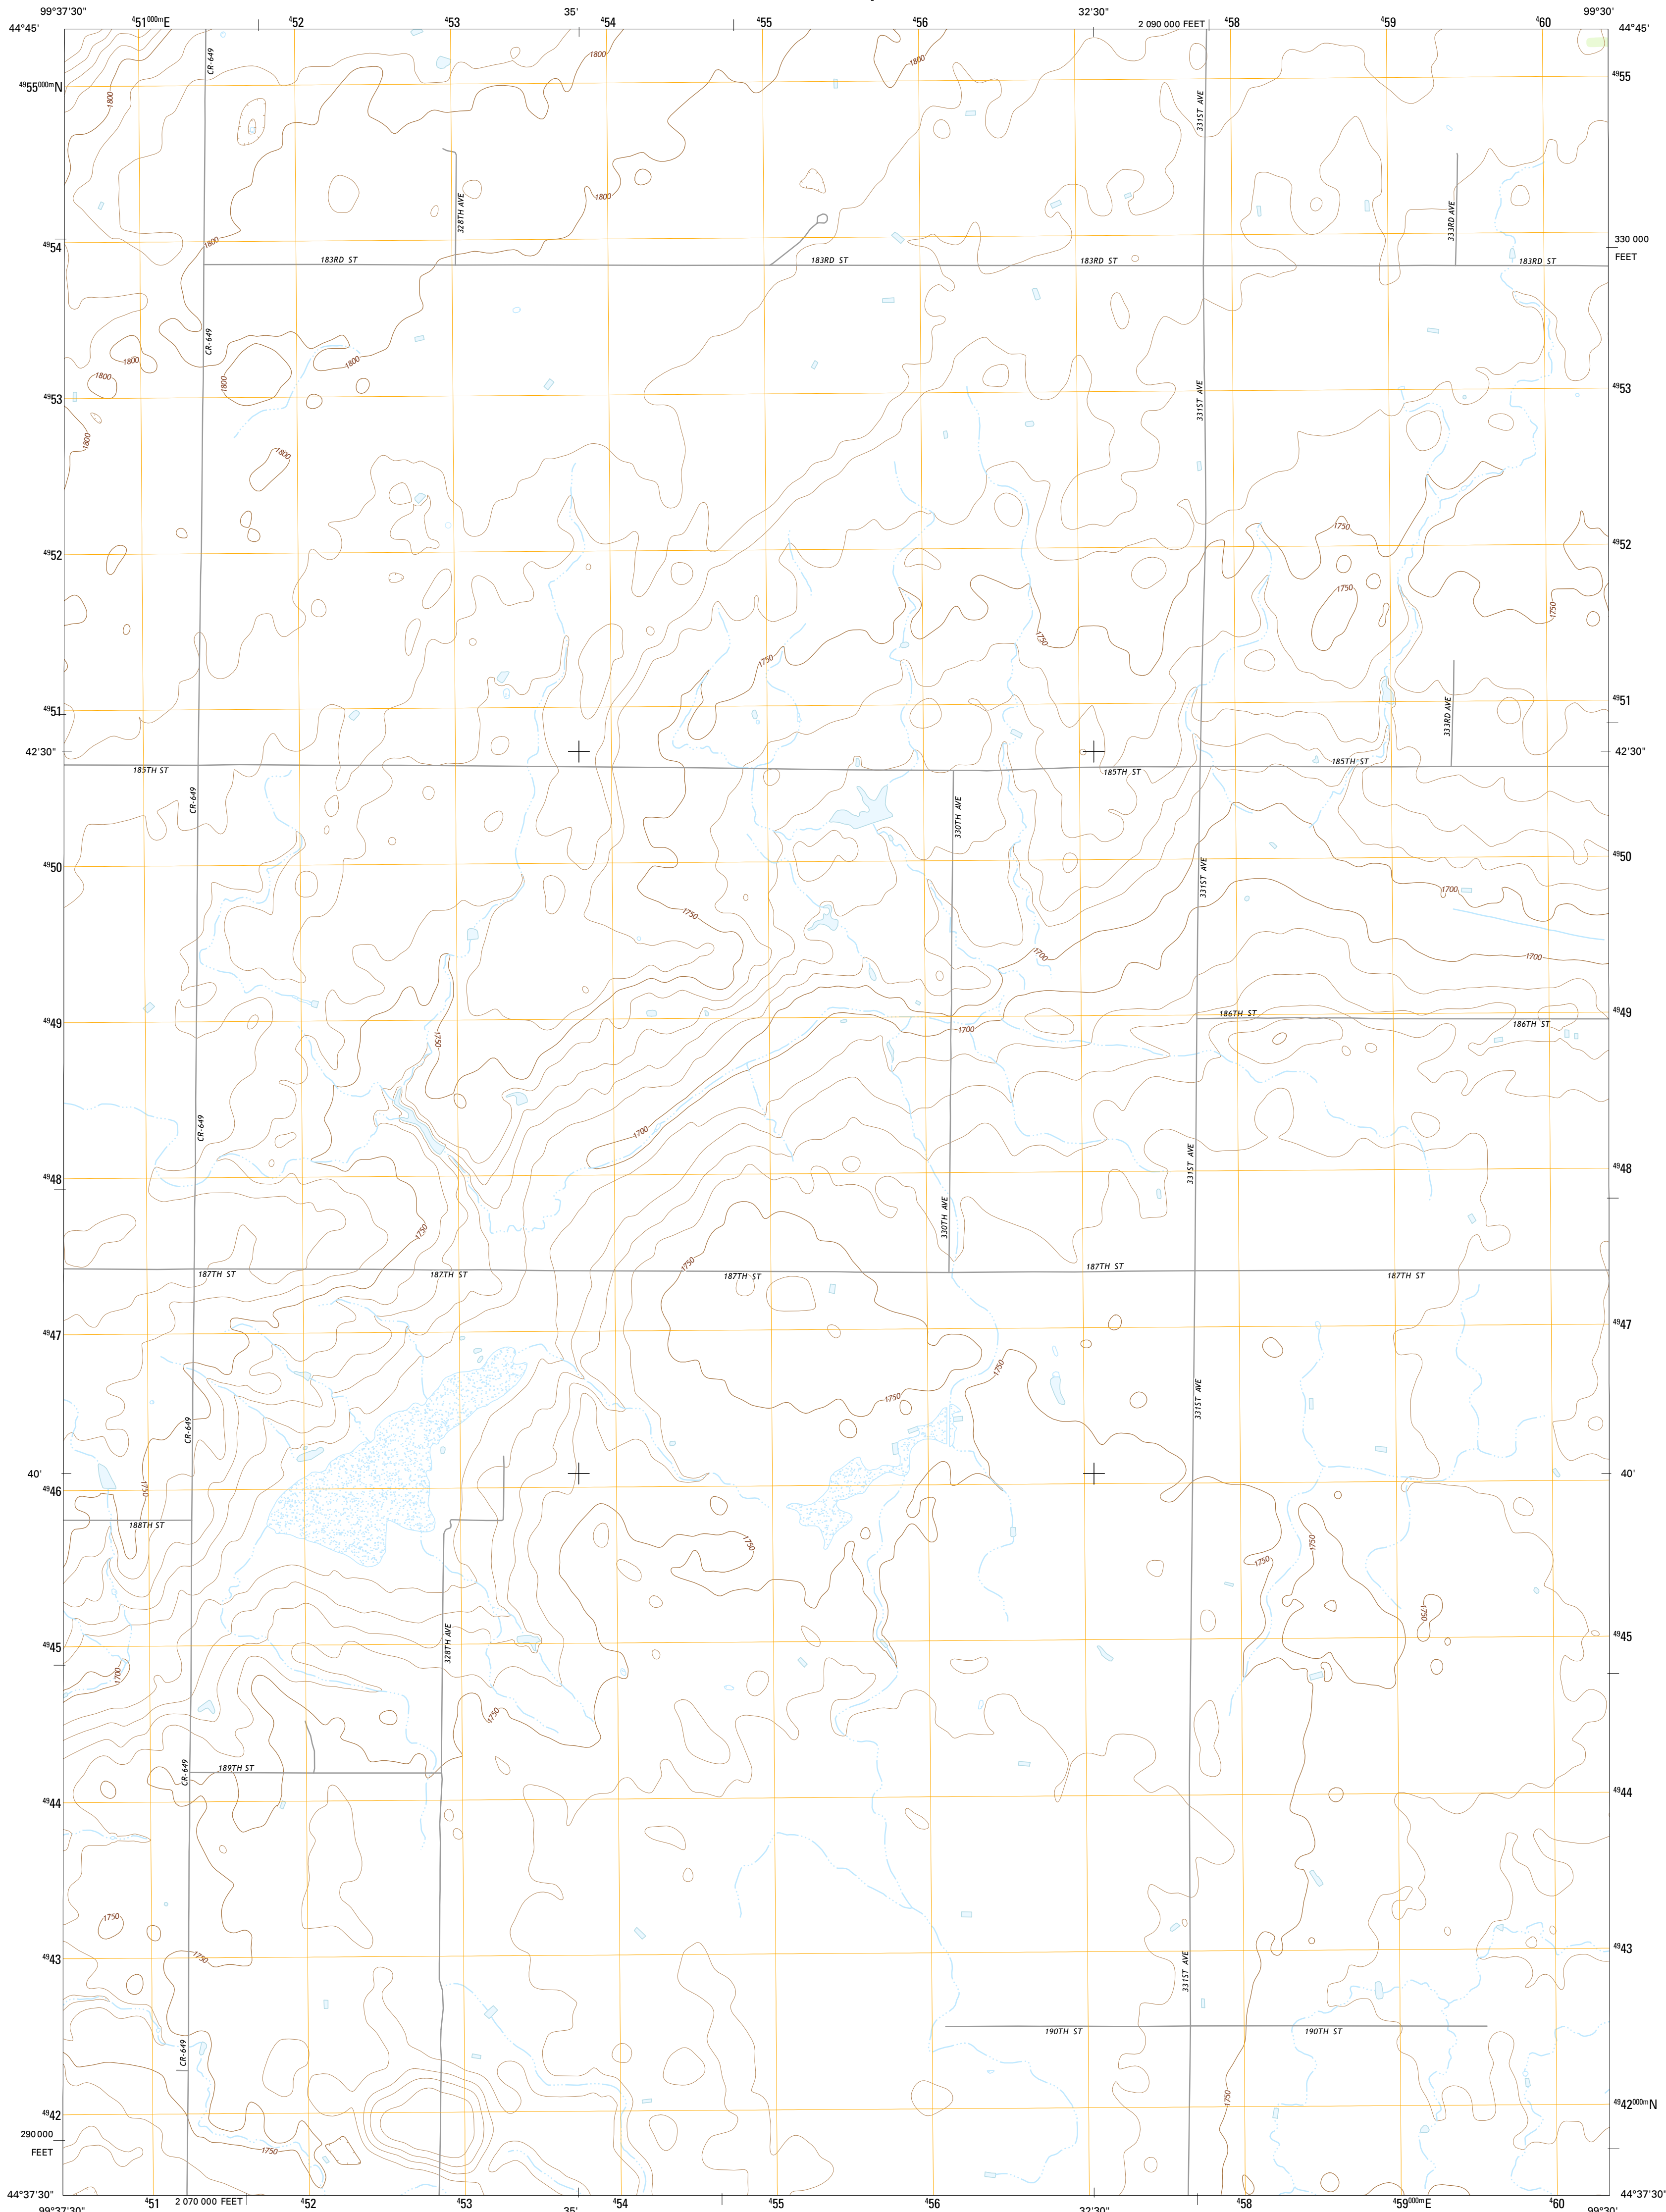 99°37'30" ⁴51⁰⁰⁰ᵐE ⁴52 ⁴53 35' ⁴54 ⁴55 ⁴56 32'30" 2 090 000 FEET ⁴58 ⁴59 ⁴60 99°30'
44°45' 44°45'
CR-649
1800 1800
⁴⁹55⁰⁰⁰ᵐN ⁴⁹55
1800
331ST AVE
328TH AVE
1800
333RD AVE
1800
⁴⁹54
330 000
FEET
183RD ST 183RD ST 183RD ST 183RD ST
CR-649
1800 1800
1800 1800
⁴⁹53 ⁴⁹53
331ST AVE
1800 1800
1750
⁴⁹52 ⁴⁹52
1750 1750
1750
1750
⁴⁹51 ⁴⁹51
333RD AVE
42'30" 42'30"
185TH ST 185TH ST 185TH ST
CR-649 330TH AVE
⁴⁹50 ⁴⁹50
331ST AVE
1750 1700
1700 1700
⁴⁹49 ⁴⁹49
186TH ST 186TH ST
1750 1700
CR-649 1700
331ST AVE
⁴⁹48 ⁴⁹48
330TH AVE
1750
1750
187TH ST 187TH ST 187TH ST 187TH ST 187TH ST
⁴⁹47 ⁴⁹47
1750
1750
331ST AVE
CR-649
40' 40'
1750
⁴⁹46
188TH ST
1750 1750
1750
1750
328TH AVE
⁴⁹45 ⁴⁹45
1700
1750
CR-649 189TH ST
⁴⁹44 ⁴⁹44
1750
1750
⁴⁹43 ⁴⁹43
331ST AVE
190TH ST 190TH ST
CR-649
1750
⁴⁹42 ⁴⁹42⁰⁰⁰ᵐN
290 000
FEET
1750
44°37'30" 44°37'30"
99°37'30" ⁴51 2 070 000 FEET ⁴52 ⁴53 35' ⁴54 ⁴55 ⁴56 32'30" ⁴58 ⁴59⁰⁰⁰ᵐE ⁴60 99°30'